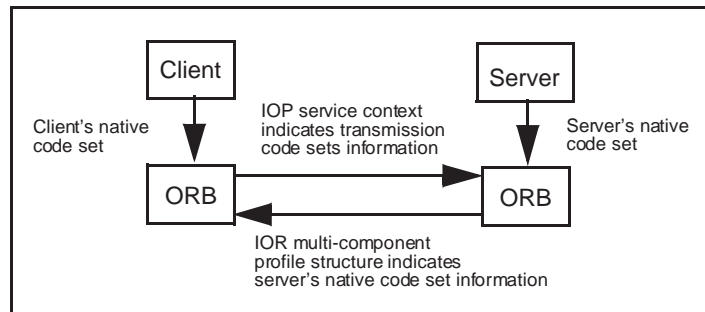 Client
Server
Client's native
code set
IOP service context
indicates transmission
code sets information
Server's native
code set
ORB
ORB
IOR multi-component
profile structure indicates
server's native code set information